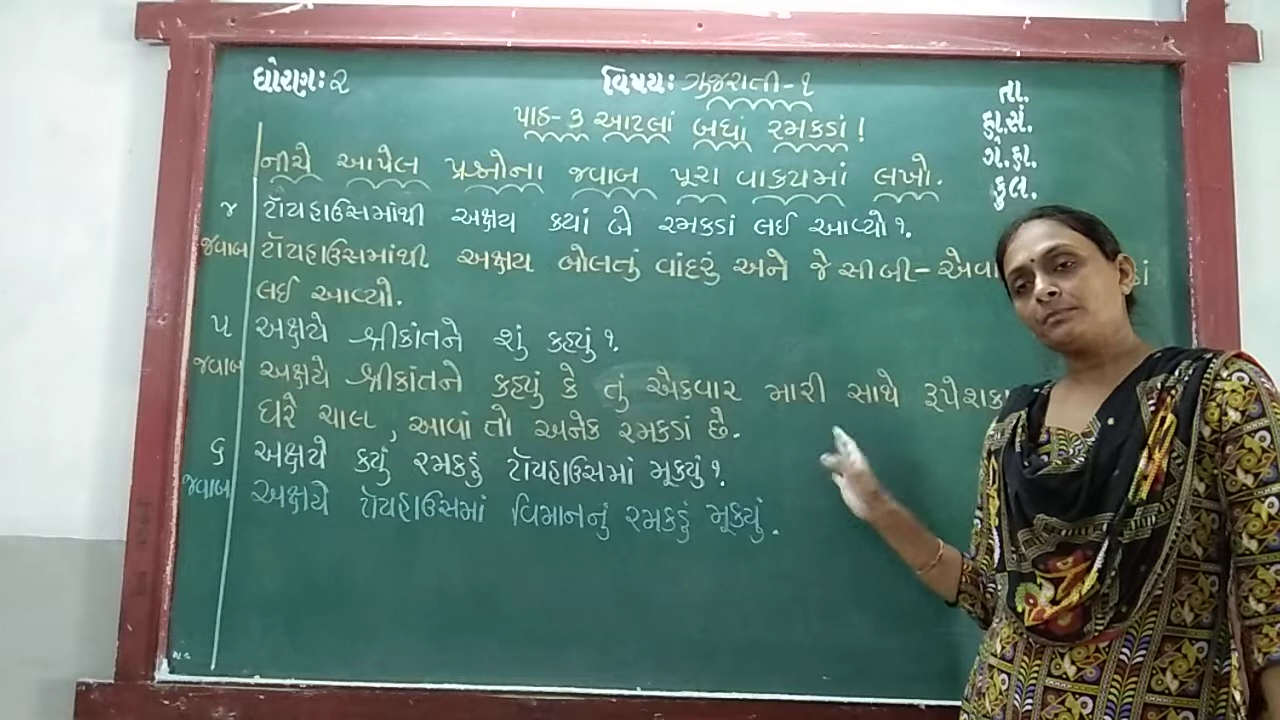 ધોરણ: ૨
વિષય: ગુજરાતી-૧
તા.
હા.સં.
ગે.હા.
કુલ.
પાઠ- ૩ આટલાં બધાં રમકડાં!
નીચે આપેલ પ્રશ્નોના જવાબ પૂરા વાક્યમાં લખો.
૪ ટૉયહાઉસમાંથી અક્ષય ક્યાં બે રમકડાં લઈ આવ્યો ?.
જવાબ ટૉયહાઉસમાંથી અક્ષય બોલતું વાંદરું અને જેસીબી- એવા
લઈ આવ્યો.
૫ અક્ષયે શ્રીકાંતને શું કહ્યું ?.
જવાબ અક્ષયે શ્રીકાંતને કહ્યું કે તું એકવાર મારી સાથે રૂપેશકા
ઘરે ચાલ, આવાં તો અનેક રમકડાં છે.
૬ અક્ષયે કયું રમકડું ટૉયહાઉસમાં મૂક્યું ?.
જવાબ અક્ષયે ટૉયહાઉસમાં વિમાનનું રમકડું મૂક્યું.